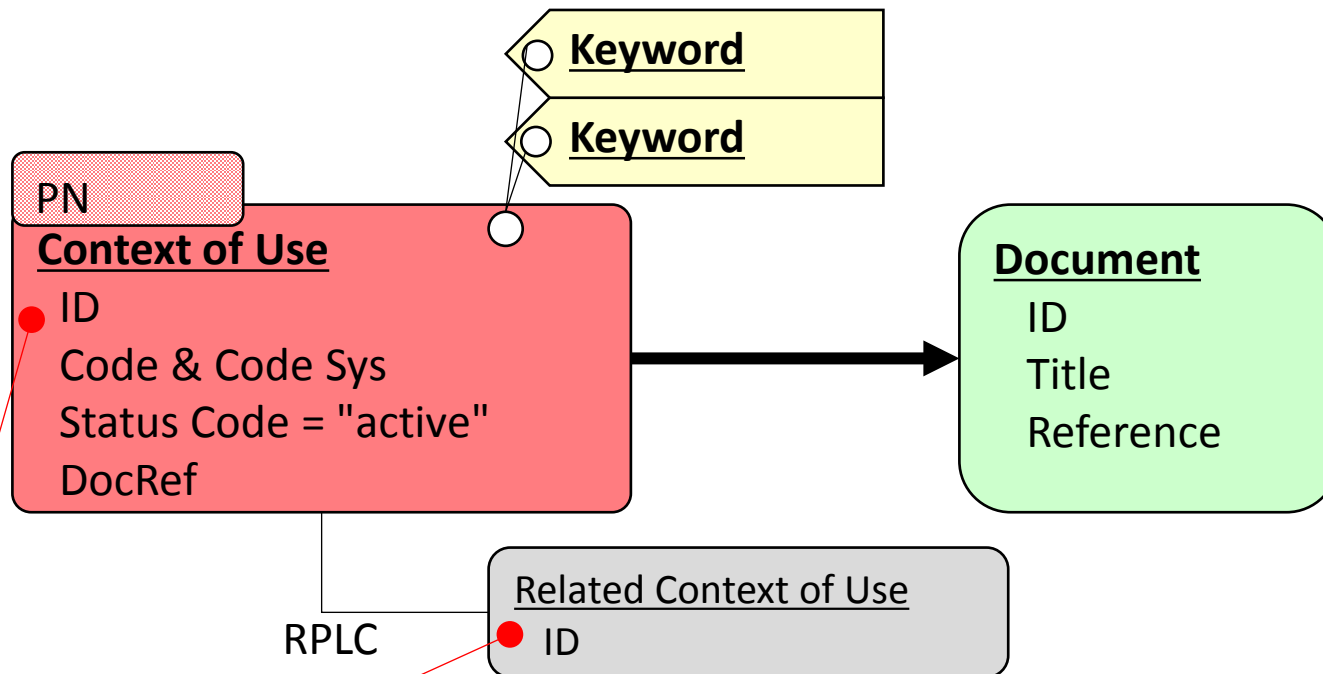 Keyword
Keyword
PN
Context of Use
ID
Code & Code Sys
Status Code = "active"
DocRef
Document
ID
Title
Reference
RPLC
Related Context of Use
ID